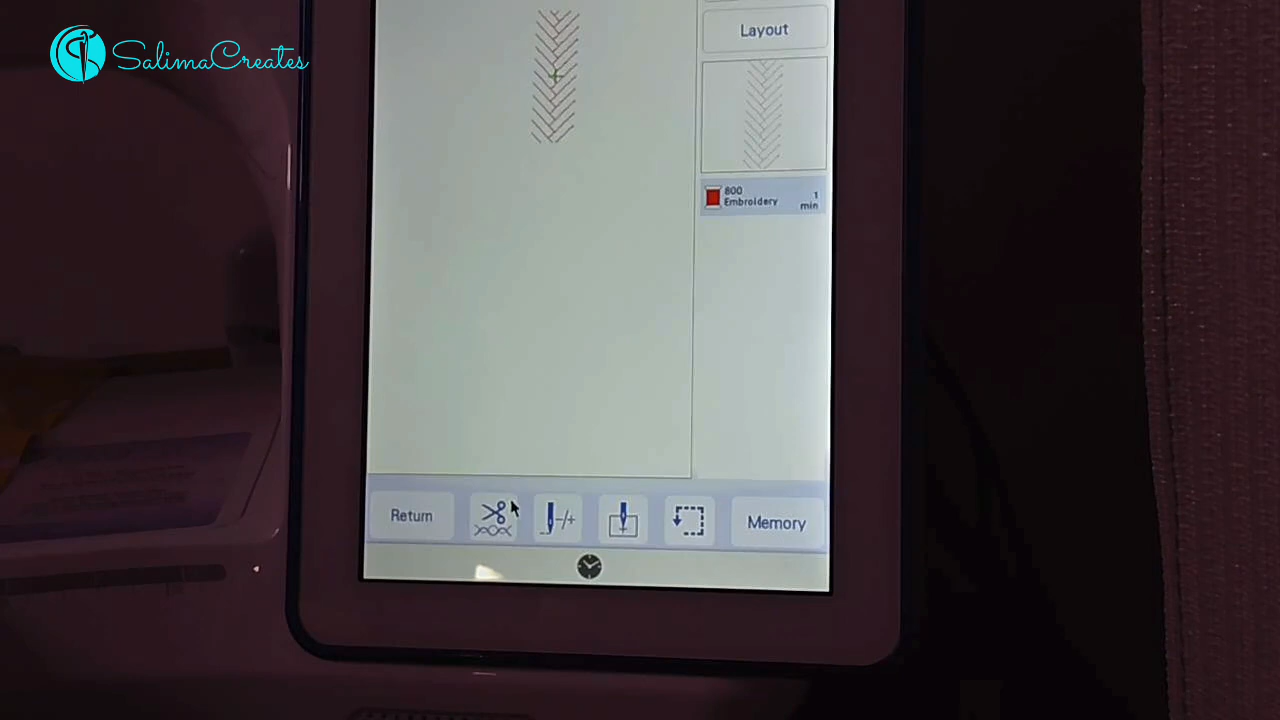 SalimaCreates
Layout
800
Embroidery
1
min
Return
-/+
Memory